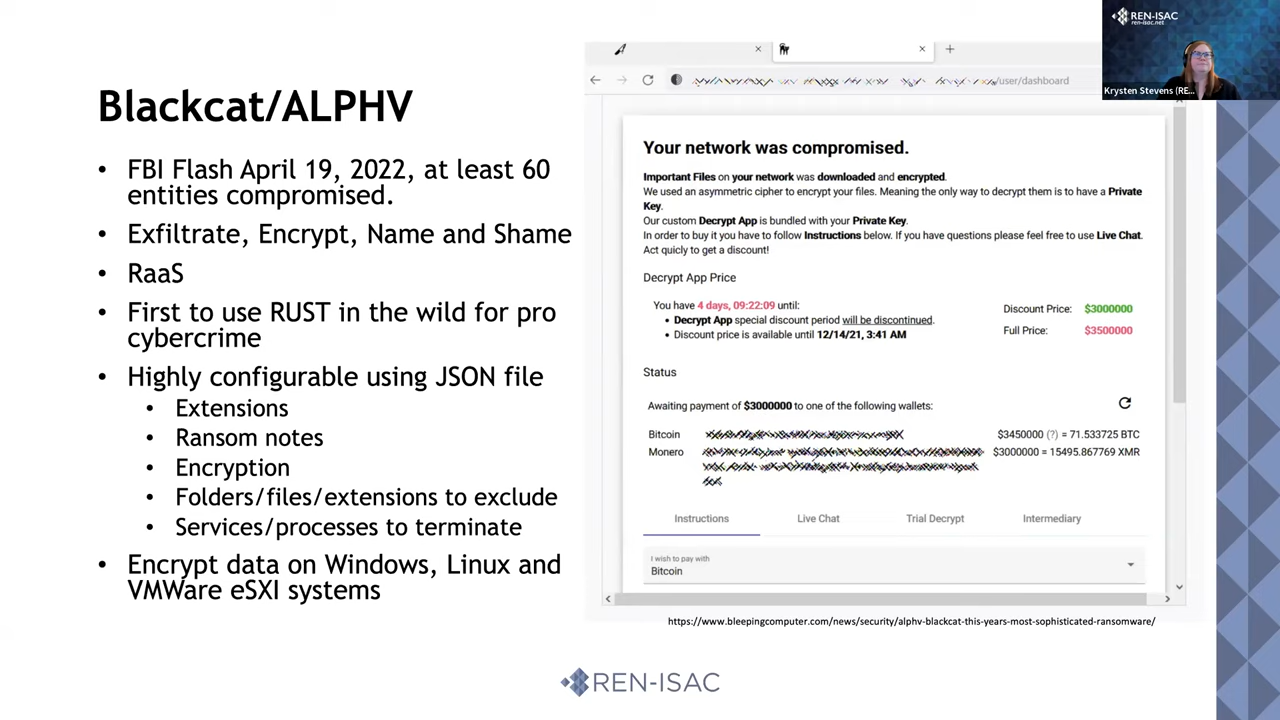 Blackcat/ALPHV
• FBI Flash April 19, 2022, at least 60
entities compromised.
• Exfiltrate, Encrypt, Name and Shame
• RaaS
• First to use RUST in the wild for pro
cybercrime
• Highly configurable using JSON file
• Extensions
• Ransom notes
• Encryption
• Folders/files/extensions to exclude
• Services/processes to terminate
• Encrypt data on Windows, Linux and
VMWare eSXI systems
/user/dashboard
Your network was compromised.
Important Files on your network was downloaded and encrypted.
We used an asymmetric cipher to encrypt your files. Meaning the only way to decrypt them is to have a Private
Key.
Our custom Decrypt App is bundled with your Private Key.
In order to buy it you have to follow Instructions below. If you have questions please feel free to use Live Chat.
Act quicly to get a discount!
Decrypt App Price
You have 4 days, 09:22:09 until:
• Decrypt App special discount period will be discontinued.
• Discount price is available until 12/14/21, 3:41 AM
Discount Price: $3000000
Full Price: $3500000
Status
Awaiting payment of $3000000 to one of the following wallets:
Bitcoin $3450000 (?) = 71.533725 BTC
Monero $3000000 = 15495.867769 XMR
Instructions Live Chat Trial Decrypt Intermediary
I wish to pay with
Bitcoin
https://www.bleepingcomputer.com/news/security/alphv-blackcat-this-years-most-sophisticated-ransomware/
REN-ISAC
REN-ISAC
ren-isac.net
Krysten Stevens (RE...